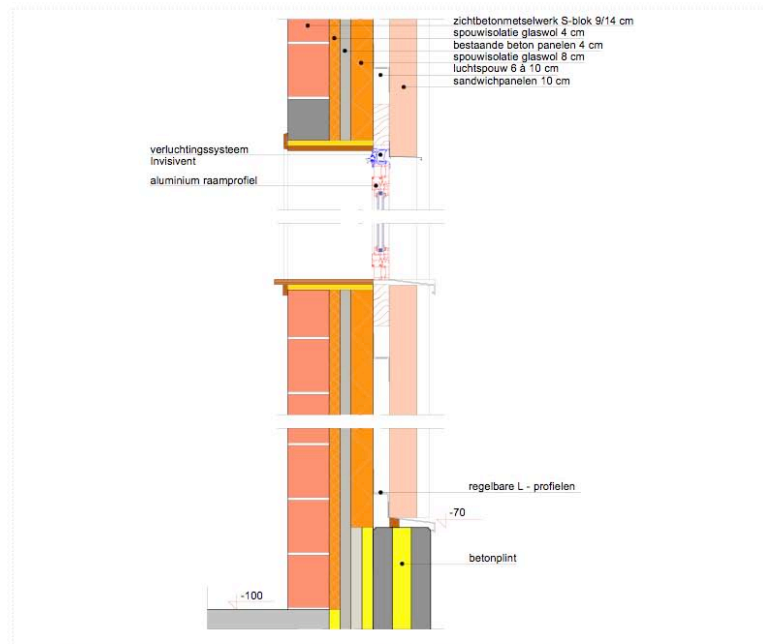 zichtbetonmetselwerk S-blok 9/14 cm
spouwisolatie glaswol 4 cm
bestaande beton panelen 4 cm
spouwisolatie glaswol 8 cm
luchtspouw 6 à 10 cm
sandwichpanelen 10 cm
verluchtingssysteem
Invisivent
aluminium raamprofiel
regelbare L - profielen
-70
betonplint
-100